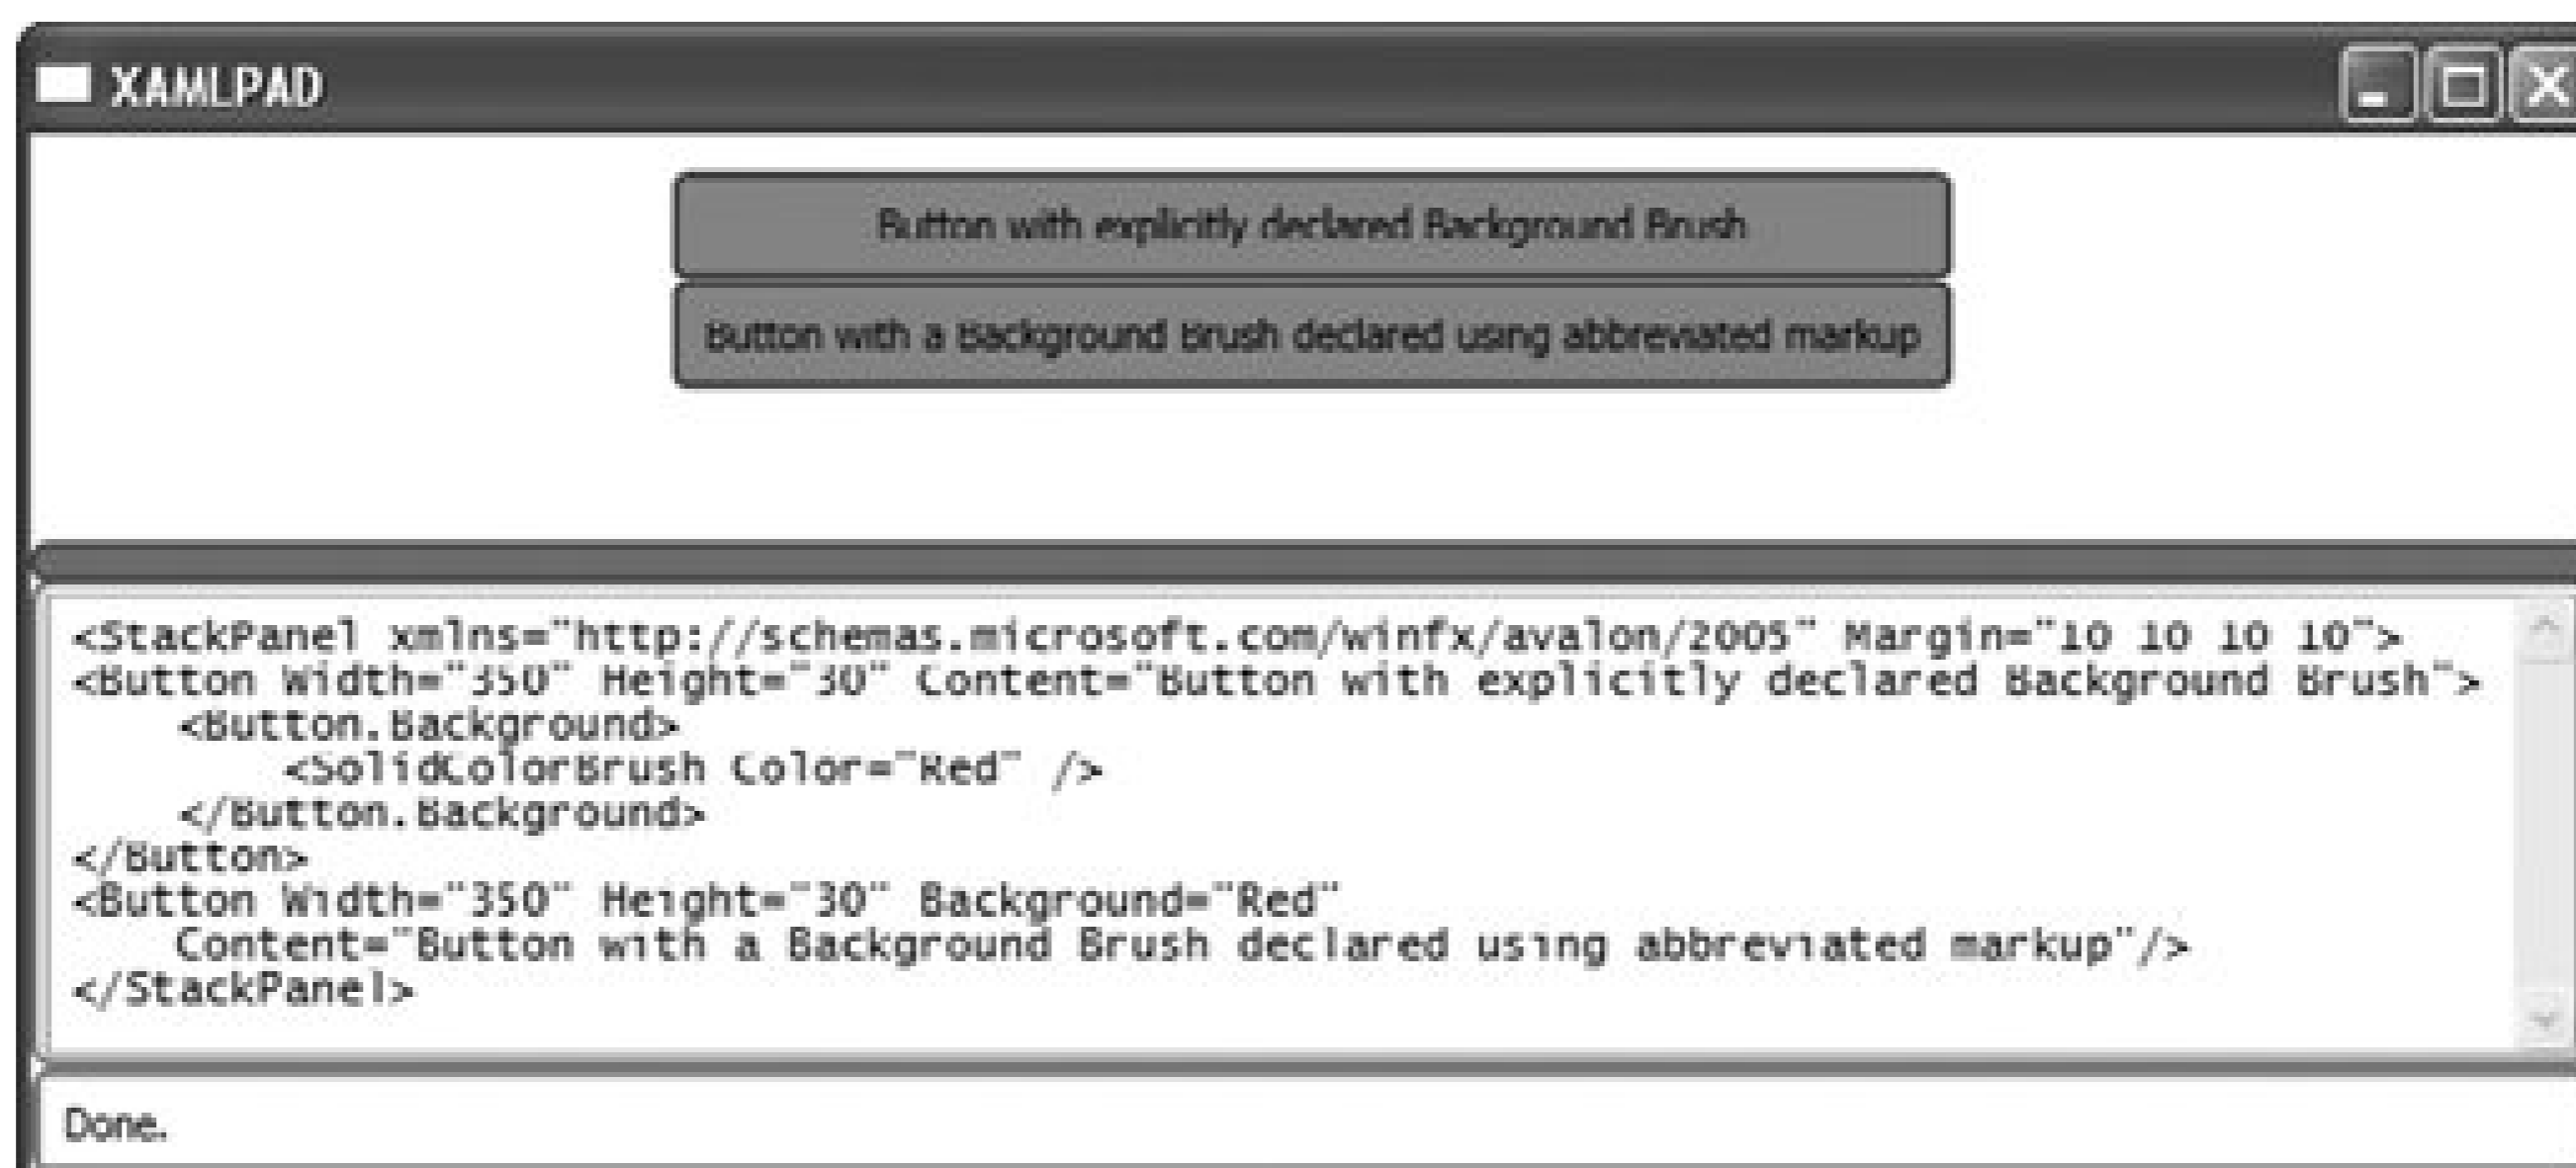 XAMLPAD
Button with explicitly declared Background Brush
Button with a Background Brush declared using abbreviated markup
<StackPanel xmlns="http://schemas.microsoft.com/winfx/avalon/2005" Margin="10 10 10 10">
<Button Width="350" Height="30" Content="Button with explicitly declared Background Brush">
    <Button.Background>
        <SolidColorBrush Color="Red" />
    </Button.Background>
</Button>
<Button Width="350" Height="30" Background="Red"
    Content="Button with a Background Brush declared using abbreviated markup"/>
</StackPanel>
Done.